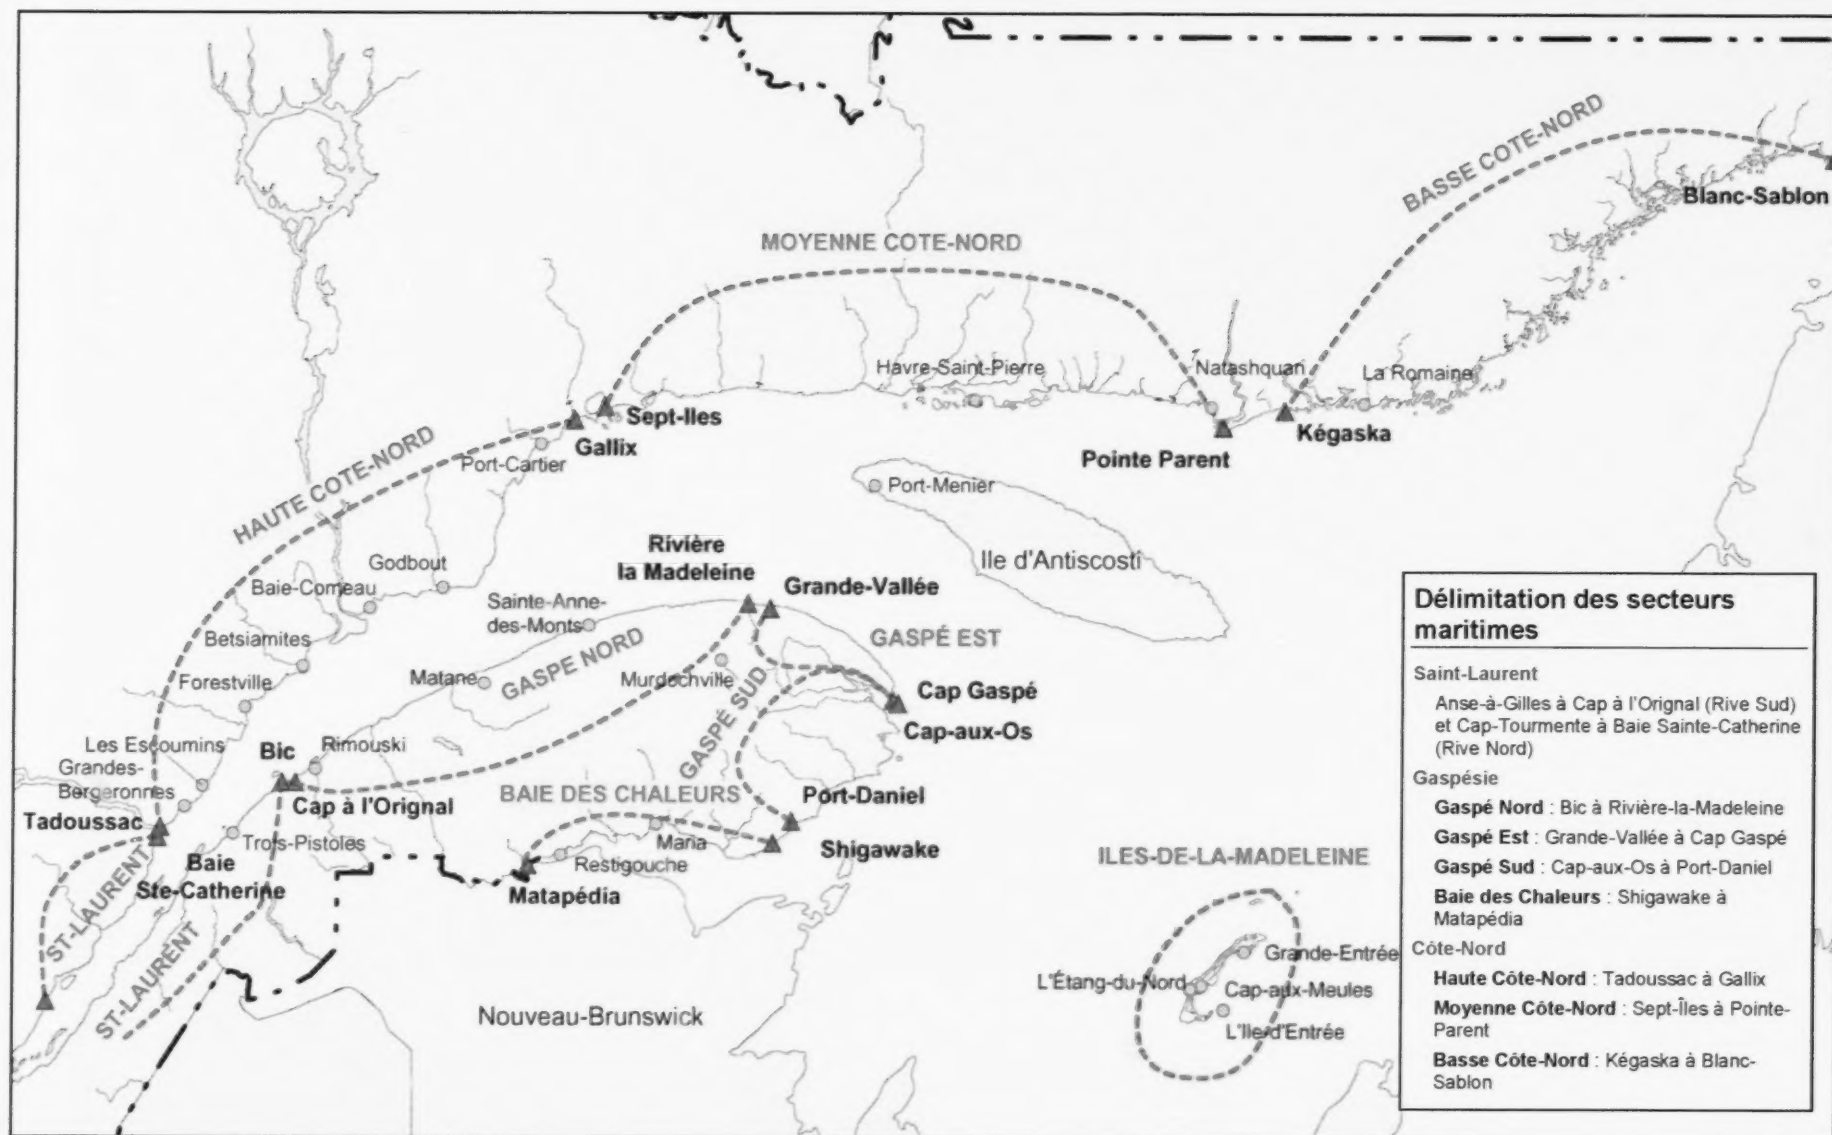 BASSE COTE-NORD
Blanc-Sablon
MOYENNE COTE-NORD
Havre-Saint-Pierre
Natashquan
La Romaine
Sept-Iles
Gallix
Kégaska
Pointe Parent
HAUTE COTE-NORD
Port-Cartier
Port-Menier
Rivière
la Madeleine
Ile d'Antiscosti
Godbout
Baie-Comeau
Grande-Vallée
Sainte-Anne-
des-Monts
Betsiamites
GASPE NORD
GASPÉ EST
Matane
Murdochville
Forestville
GASPÉ SUD
Cap Gaspé
Cap-aux-Os
Les Escoumins
Bic
Rimouski
Grandes-
Bergeronnes
Cap à l'Orignal
BAIE DES CHALEURS
Port-Daniel
Tadoussac
Trois-Pistoles
Maria
Shigawake
Baie
Ste-Catherine
Restigouche
Matapédia
ST-LAURENT
ST-LAURENT
Nouveau-Brunswick
ILES-DE-LA-MADELEINE
Grande-Entrée
L'Étang-du-Nord
Cap-aux-Meules
L'Ile-d'Entrée
Délimitation des secteurs
maritimes
Saint-Laurent
Anse-à-Gilles à Cap à l'Orignal (Rive Sud)
et Cap-Tourmente à Baie Sainte-Catherine
(Rive Nord)
Gaspésie
Gaspé Nord : Bic à Rivière-la-Madeleine
Gaspé Est : Grande-Vallée à Cap Gaspé
Gaspé Sud : Cap-aux-Os à Port-Daniel
Baie des Chaleurs : Shigawake à
Matapédia
Côte-Nord
Haute Côte-Nord : Tadoussac à Gallix
Moyenne Côte-Nord : Sept-Îles à Pointe-
Parent
Basse Côte-Nord : Kégaska à Blanc-
Sablon